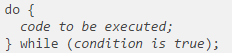 do {
  code to be executed;
} while (condition is true);